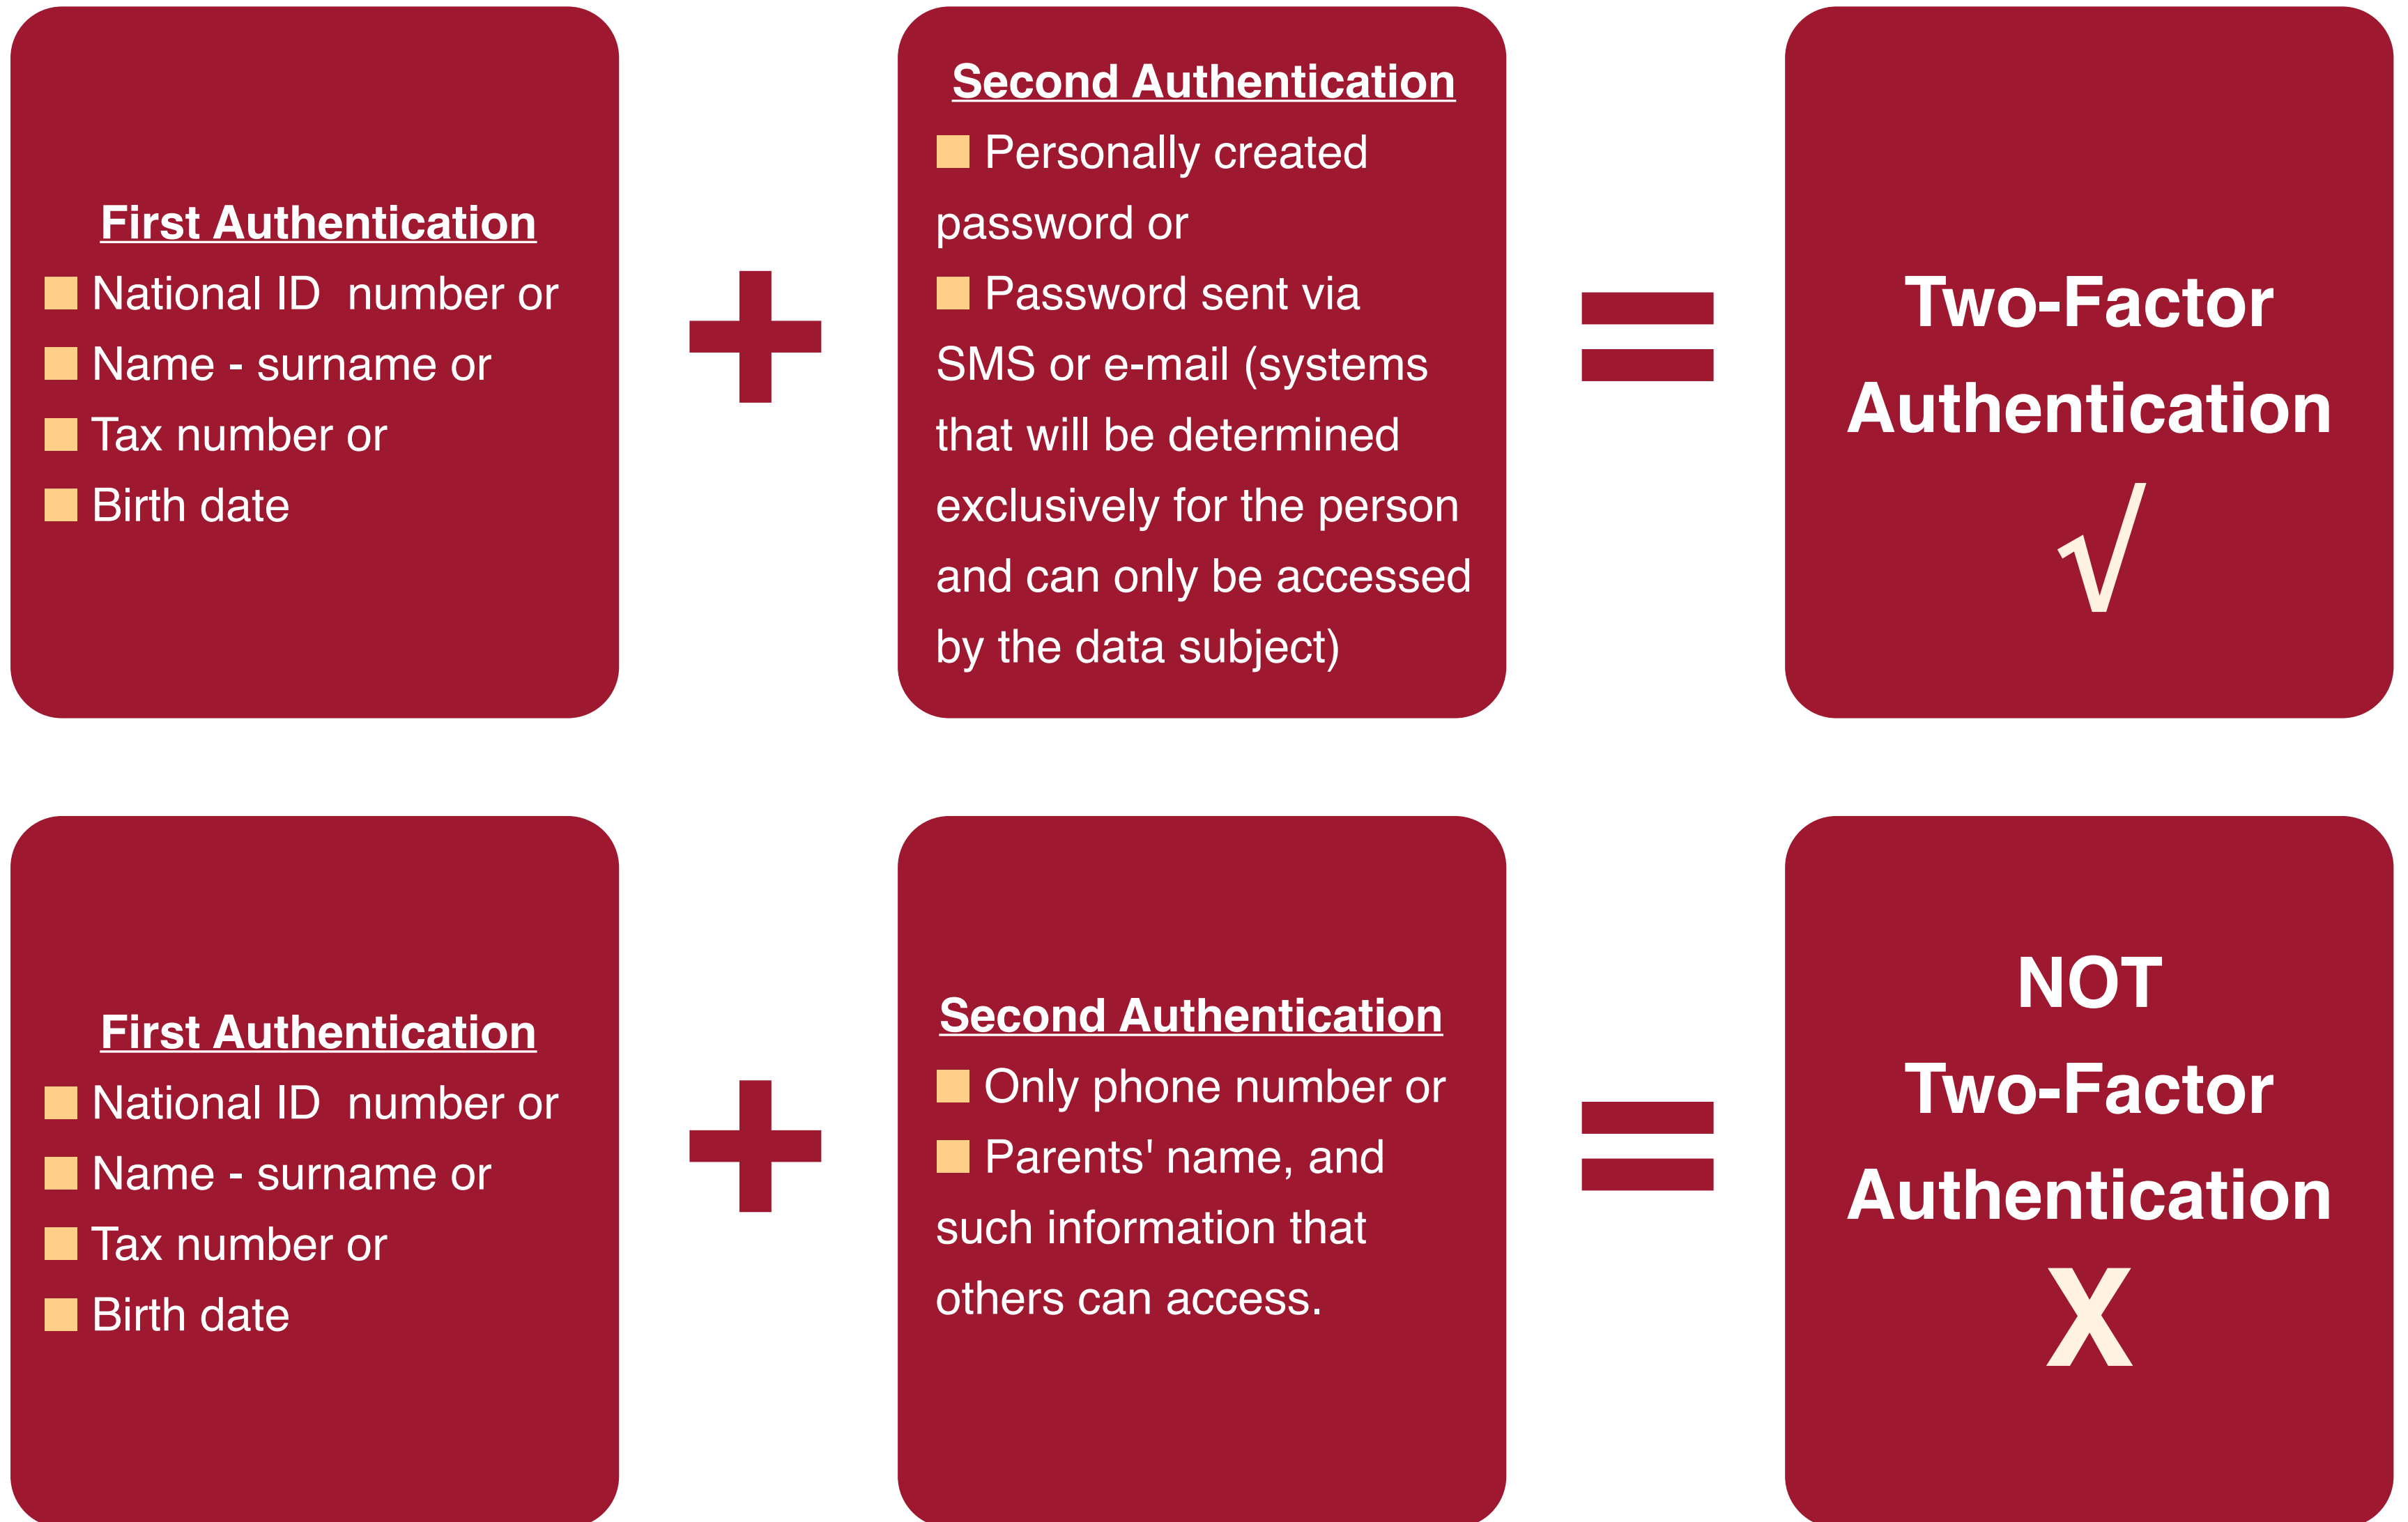 First Authentication
National ID  number or
Name - surname or
Tax number or
Birth date
+
Second Authentication
Personally created
password or
Password sent via
SMS or e-mail (systems
that will be determined
exclusively for the person
and can only be accessed
by the data subject)
=
Two-Factor
Authentication
√
First Authentication
National ID  number or
Name - surname or
Tax number or
Birth date
+
Second Authentication
Only phone number or
Parents' name, and
such information that
others can access.
=
NOT
Two-Factor
Authentication
X